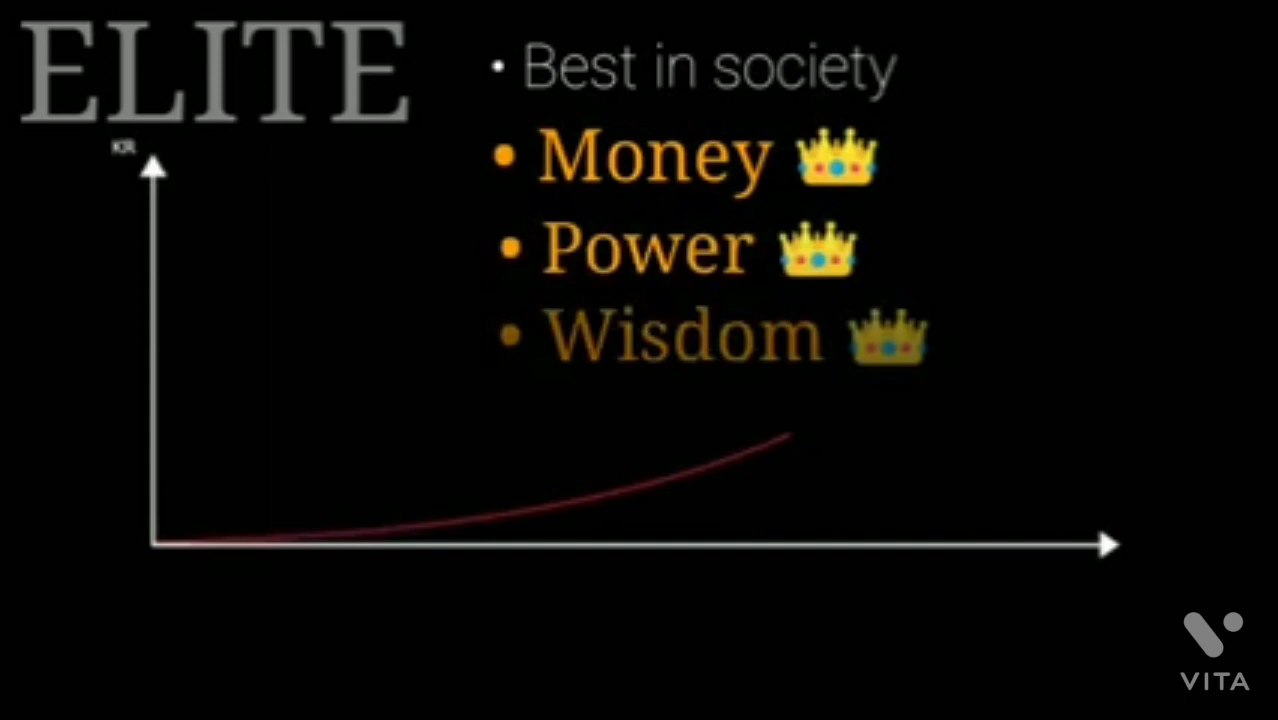 ELITE
• Best in society
• Money 👑
• Power 👑
• Wisdom 👑
KR
VITA